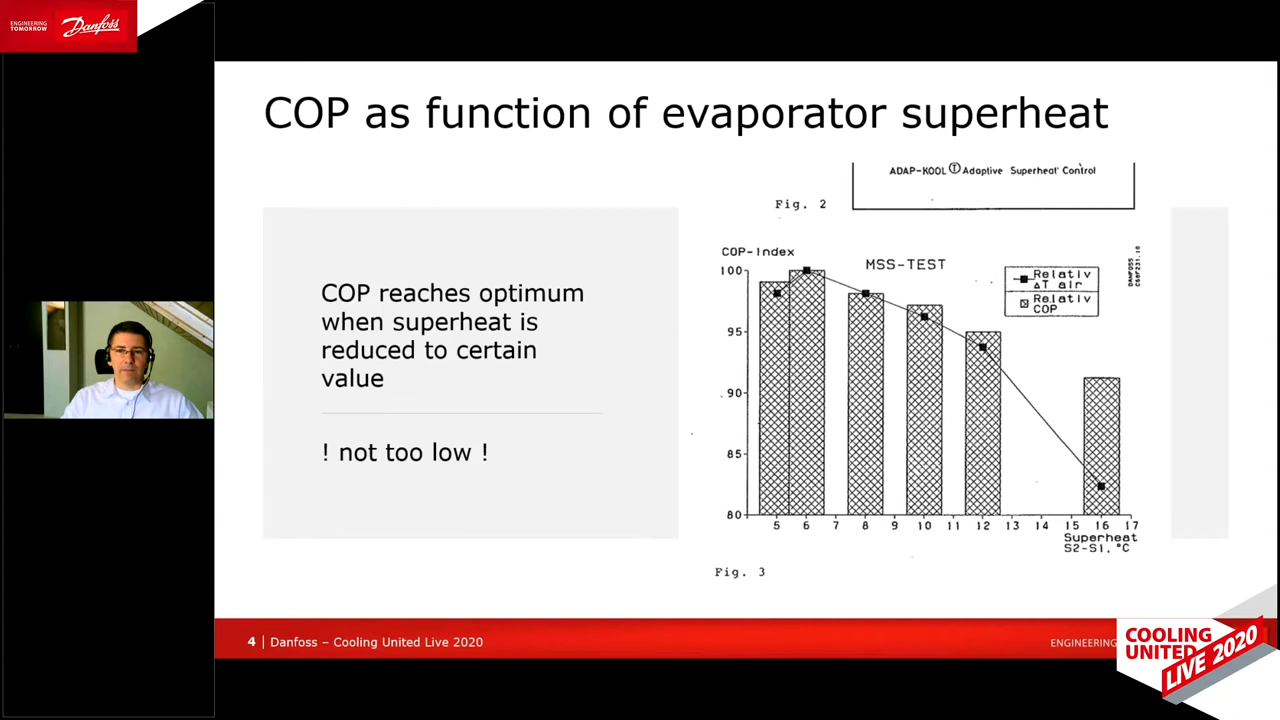 ENGINEERING
TOMORROW
Danfoss
COP as function of evaporator superheat
COP reaches optimum
when superheat is
reduced to certain
value
! not too low !
ADAP-KOOL Ⓣ Adaptive Superheat Control
Fig. 2
COP-Index
MSS-TEST
Relativ
ΔT air
Relativ
COP
100
95
90
85
80
5 6 7 8 9 10 11 12 13 14 15 16 17
Superheat
S2-S1, °C
Fig. 3
4 | Danfoss – Cooling United Live 2020
ENGINEERING
COOLING
UNITED
LIVE 2020